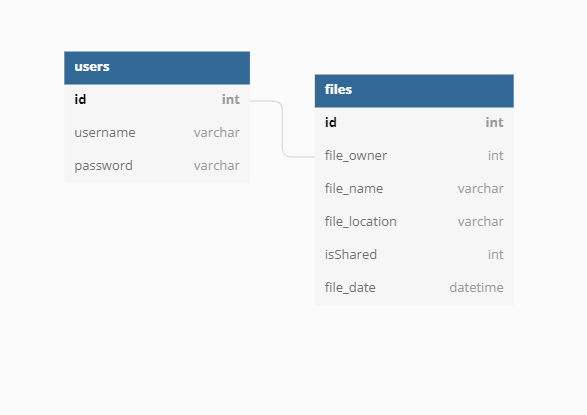 users
id int
username varchar
password varchar
files
id int
file_owner int
file_name varchar
file_location varchar
isShared int
file_date datetime